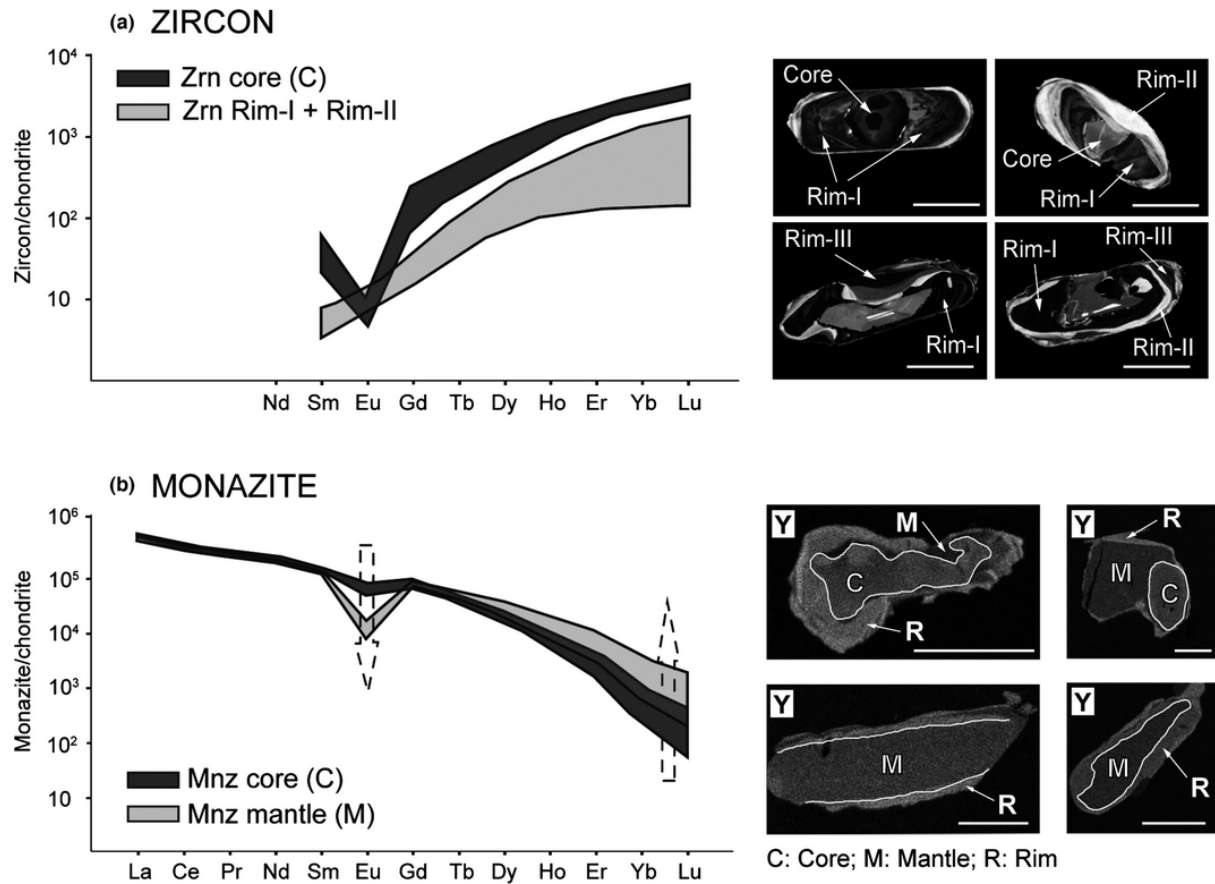 (a) ZIRCON
10⁴
10³
10²
10
Zircon/chondrite
Zrn core (C)
Zrn Rim-I + Rim-II
Nd Sm Eu Gd Tb Dy Ho Er Yb Lu
Core
Rim-I
Rim-II
Core
Rim-I
Rim-III
Rim-I
Rim-I
Rim-III
Rim-II
(b) MONAZITE
10⁶
10⁵
10⁴
10³
10²
10
Monazite/chondrite
Mnz core (C)
Mnz mantle (M)
La Ce Pr Nd Sm Eu Gd Tb Dy Ho Er Yb Lu
Y
M
C
R
Y
R
M
C
Y
M
R
Y
M
R
C: Core; M: Mantle; R: Rim